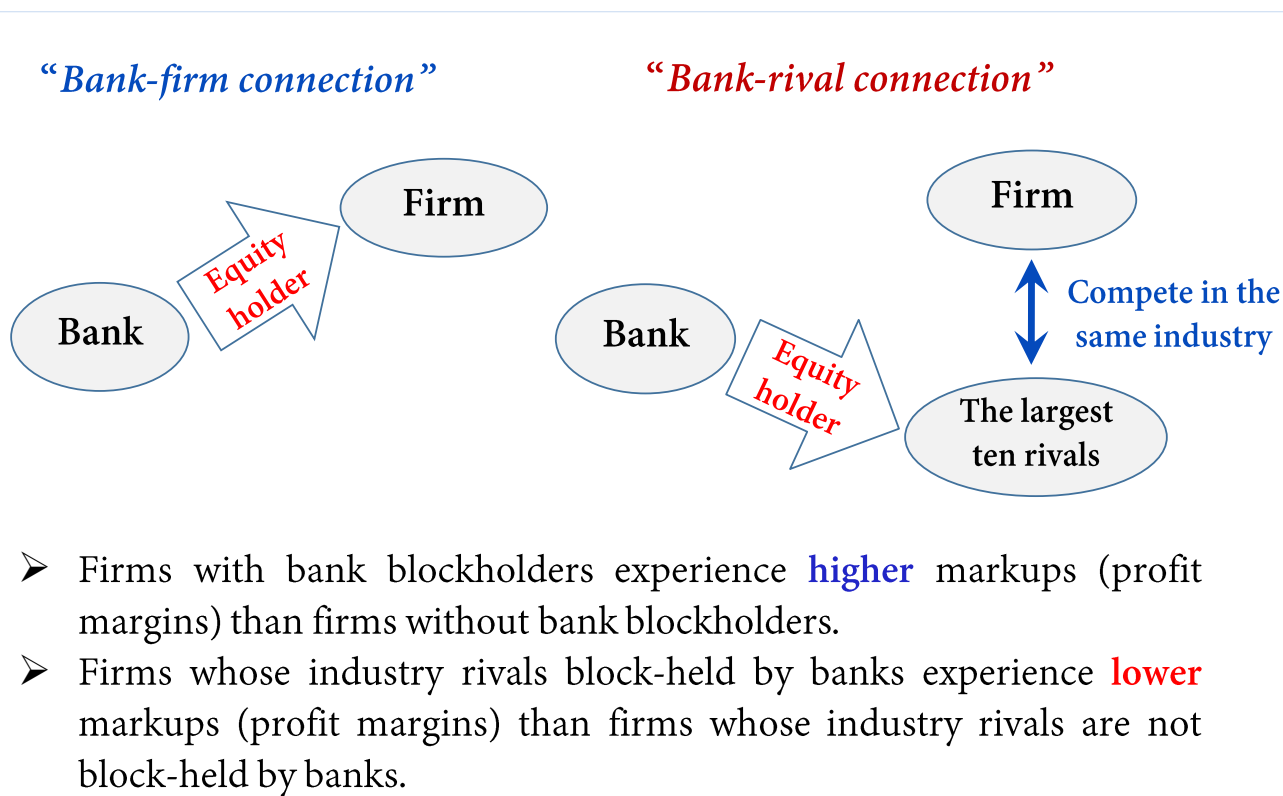 “Bank-firm connection”
“Bank-rival connection”
Firm
Equity
holder
Bank
Firm
Compete in the
same industry
Bank
Equity
holder
The largest
ten rivals
➢ Firms with bank blockholders experience higher markups (profit
margins) than firms without bank blockholders.
➢ Firms whose industry rivals block-held by banks experience lower
markups (profit margins) than firms whose industry rivals are not
block-held by banks.